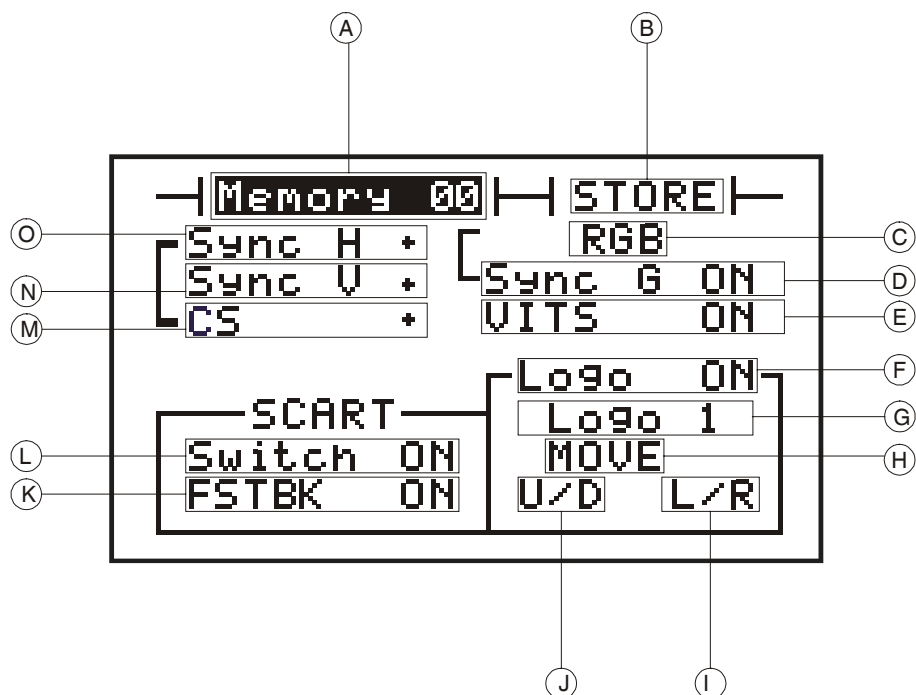 A B
Memory 00 STORE
O Sync H + RGB C
N Sync V + Sync G ON D
M CS + VITS ON E
Logo ON F
SCART Logo 1 G
L Switch ON MOVE H
K FSTBK ON U/D L/R
J I